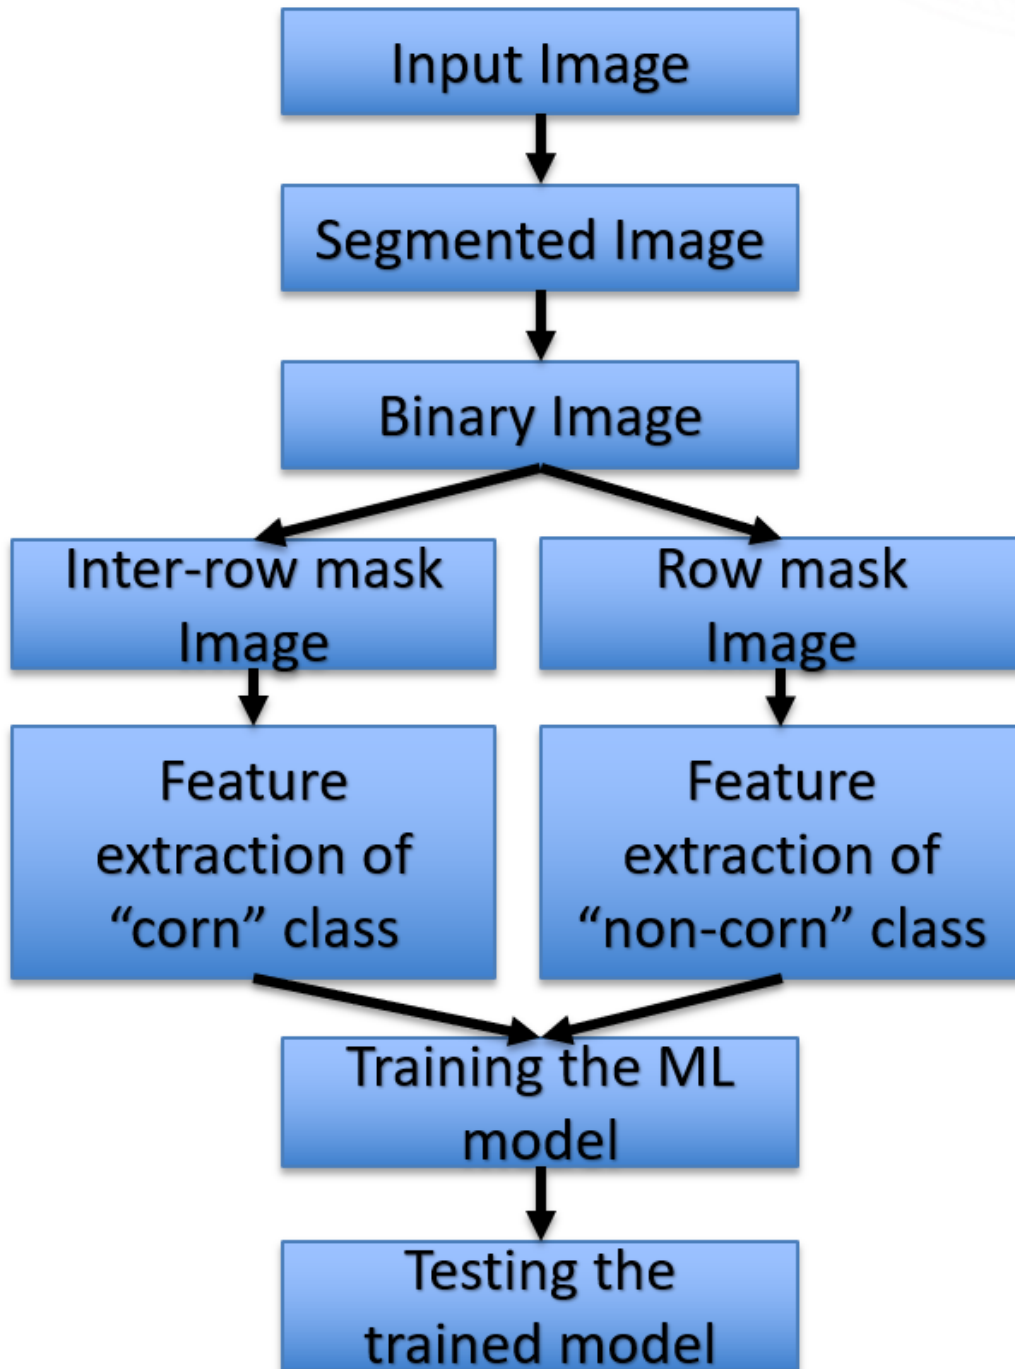 Input Image
Segmented Image
Binary Image
Inter-row mask
Image
Row mask
Image
Feature
extraction of
“corn” class
Feature
extraction of
“non-corn” class
Training the ML
model
Testing the
trained model